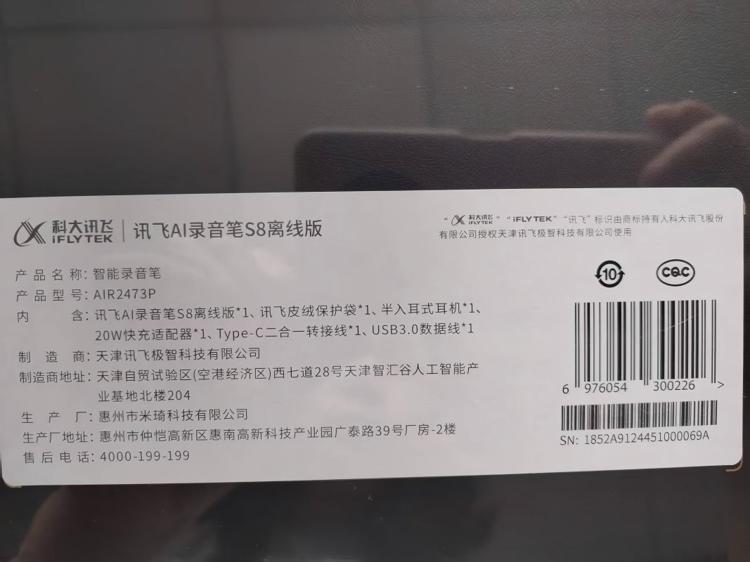 科大讯飞 iFLYTEK | 讯飞AI录音笔S8离线版
"科大讯飞 iFLYTEK" "iFLYTEK" "讯飞" 标识由商标持有人科大讯飞股份
有限公司授权天津讯飞极智科技有限公司使用
产品名称: 智能录音笔
产品型号: AIR2473P
内 含: 讯飞AI录音笔S8离线版*1、讯飞皮绒保护袋*1、半入耳式耳机*1、
20W快充适配器*1、Type-C二合一转接线*1、USB3.0数据线*1
制 造 商: 天津讯飞极智科技有限公司
制造商地址: 天津自贸试验区(空港经济区)西七道28号天津智汇谷人工智能产
业基地北楼204
生 产 厂: 惠州市米琦科技有限公司
生产厂地址: 惠州市仲恺高新区惠南高新科技产业园广泰路39号厂房-2楼
售后电话: 4000-199-199
10
CQC
6 976054 300226 >
SN: 1852A9124451000069A